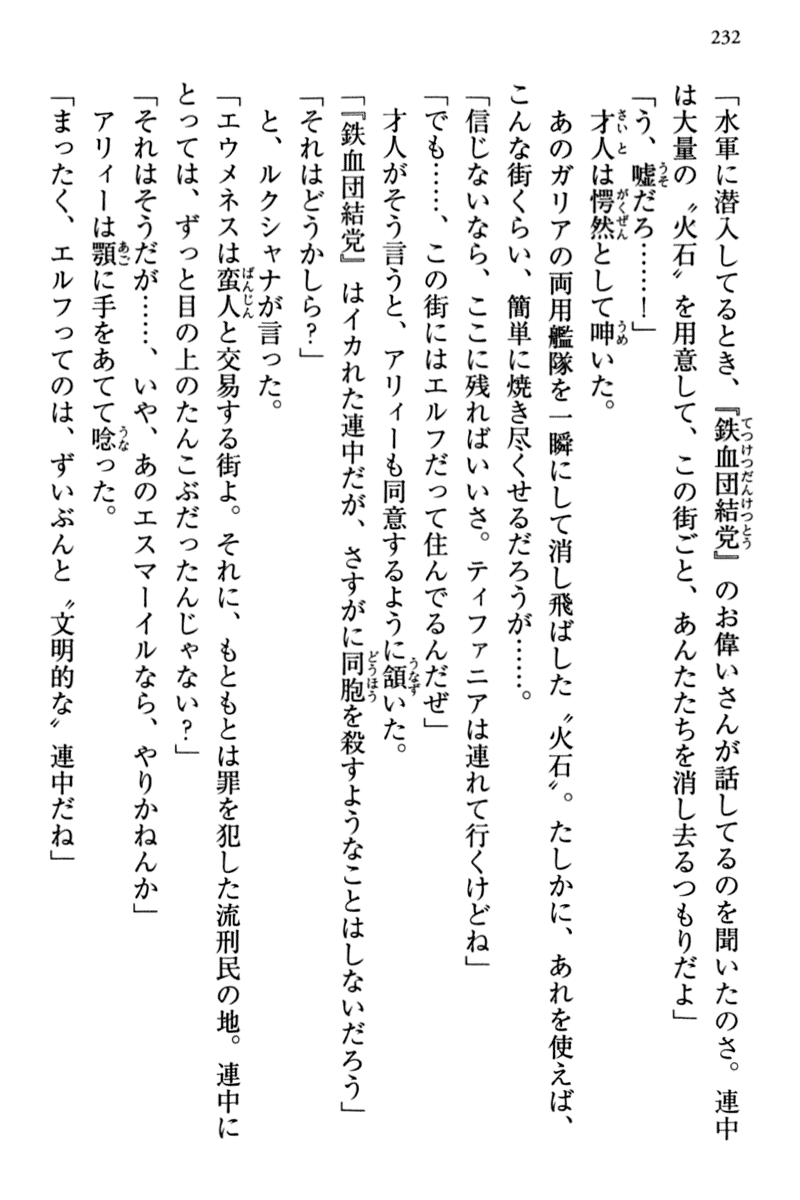 232
「水軍に潜入してるとき、『鉄血団結党』のお偉いさんが話してるのを聞いたのさ。連中
は大量の〝火石〟を用意して、この街ごと、あんたたちを消し去るつもりだよ」
「う、嘘だろ……！」
才人は愕然として呻いた。
あのガリアの両用艦隊を一瞬にして消し飛ばした〝火石〟。たしかに、あれを使えば、
こんな街くらい、簡単に焼き尽くせるだろうが……。
「信じないなら、ここに残ればいいさ。ティファニアは連れて行くけどね」
「でも……、この街にはエルフだって住んでるんだぜ」
才人がそう言うと、アリィーも同意するように頷いた。
「『鉄血団結党』はイカれた連中だが、さすがに同胞を殺すようなことはしないだろう」
「それはどうかしら？」
と、ルクシャナが言った。
「エウメネスは蛮人と交易する街よ。それに、もともとは罪を犯した流刑民の地。連中に
とっては、ずっと目の上のたんこぶだったんじゃない？」
「それはそうだが……、いや、あのエスマーイルなら、やりかねんか」
アリィーは顎に手をあてて唸った。
「まったく、エルフってのは、ずいぶんと〝文明的な〟連中だね」